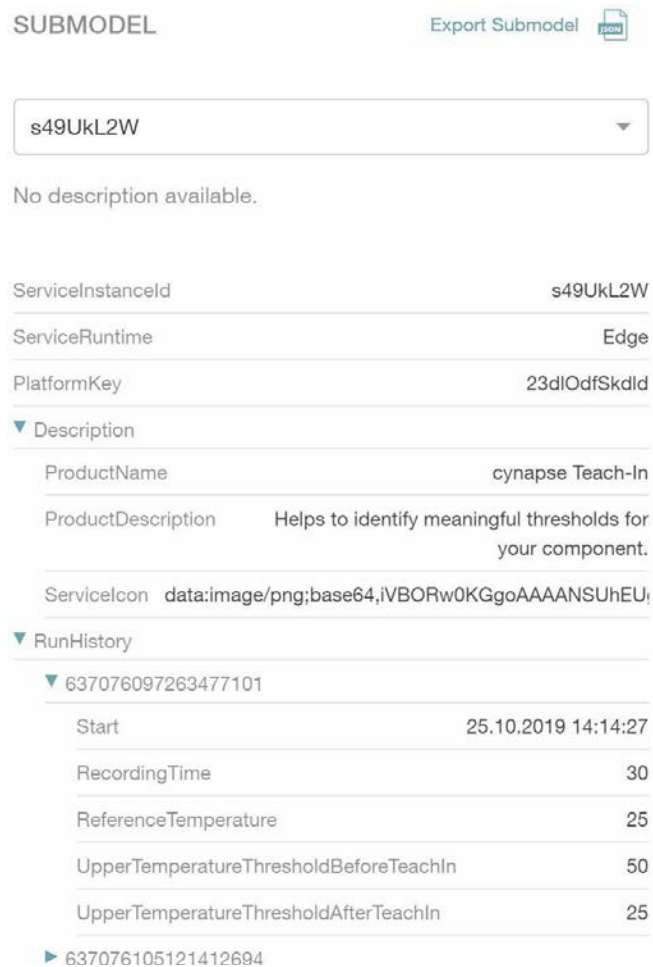 SUBMODEL Export Submodel JSON
s49UkL2W
No description available.
ServiceInstanceId s49UkL2W
ServiceRuntime Edge
PlatformKey 23dlOdfSkdld
Description
ProductName cynapse Teach-In
ProductDescription Helps to identify meaningful thresholds for
your component.
ServiceIcon data:image/png;base64,iVBORw0KGgoAAAANSUhEUg
RunHistory
637076097263477101
Start 25.10.2019 14:14:27
RecordingTime 30
ReferenceTemperature 25
UpperTemperatureThresholdBeforeTeachIn 50
UpperTemperatureThresholdAfterTeachIn 25
637076105121412694